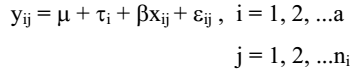 yᵢⱼ = μ + τᵢ + βxᵢⱼ + εᵢⱼ , i = 1, 2, ...a
j = 1, 2, ...nᵢ